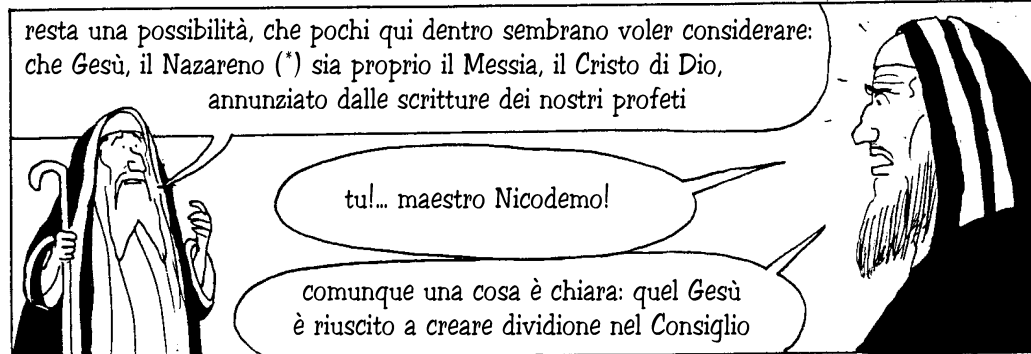 resta una possibilità, che pochi qui dentro sembrano voler considerare:
che Gesù, il Nazareno (*) sia proprio il Messia, il Cristo di Dio,
annunziato dalle scritture dei nostri profeti
tu!... maestro Nicodemo!
comunque una cosa è chiara: quel Gesù
è riuscito a creare dividione nel Consiglio